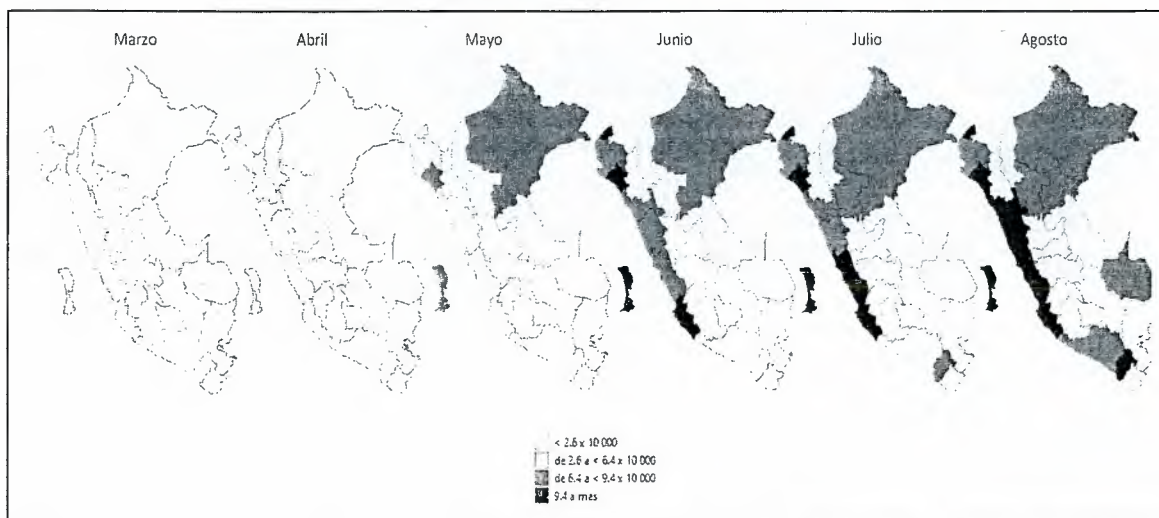 Marzo Abril Mayo Junio Julio Agosto
< 2.6 x 10 000
de 2.6 a < 6.4 x 10 000
de 6.4 a < 9.4 x 10 000
9.4 a mas